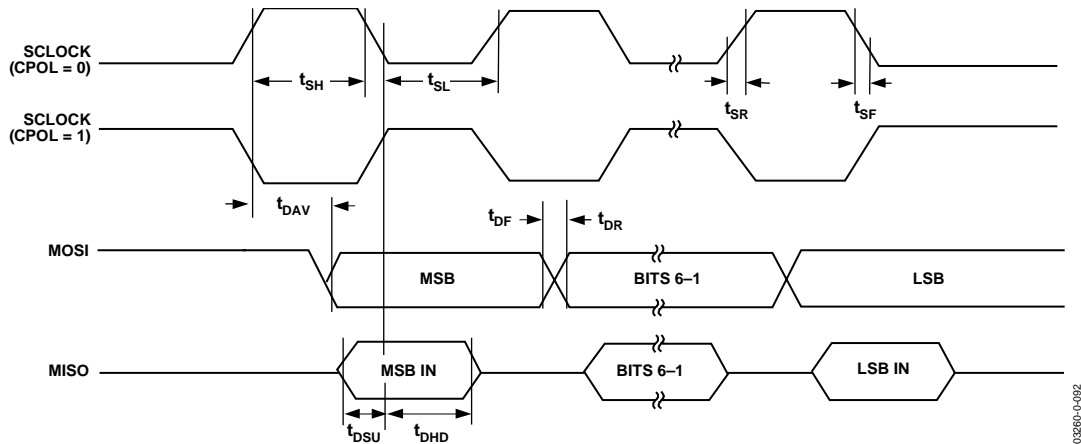 SCLOCK
(CPOL = 0)
tSH
tSL
tSR
tSF
SCLOCK
(CPOL = 1)
tDAV
tDF
tDR
MOSI
MSB
BITS 6–1
LSB
MISO
MSB IN
BITS 6–1
LSB IN
tDSU
tDHD
03260-0-092